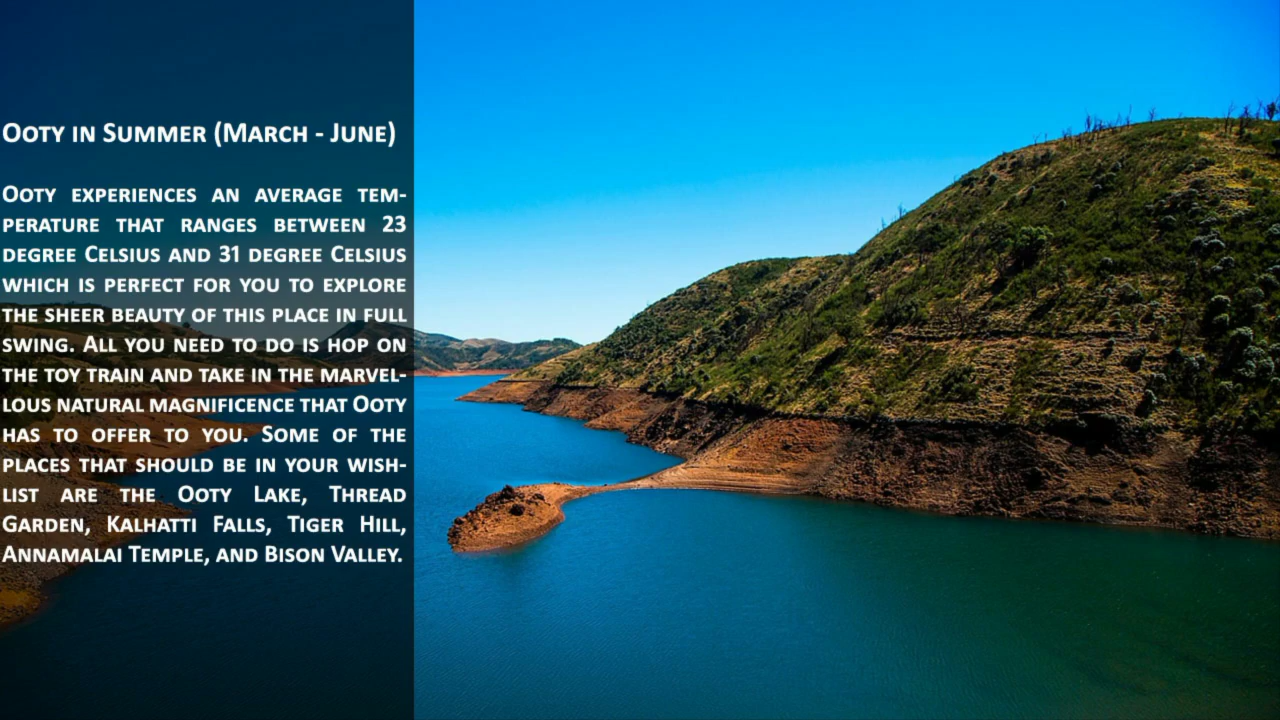 Ooty in Summer (March - June)
Ooty experiences an average tem-
perature that ranges between 23
degree Celsius and 31 degree Celsius
which is perfect for you to explore
the sheer beauty of this place in full
swing. All you need to do is hop on
the toy train and take in the marvel-
lous natural magnificence that Ooty
has to offer to you. Some of the
places that should be in your wish-
list are the Ooty Lake, Thread
Garden, Kalhatti Falls, Tiger Hill,
Annamalai Temple, and Bison Valley.